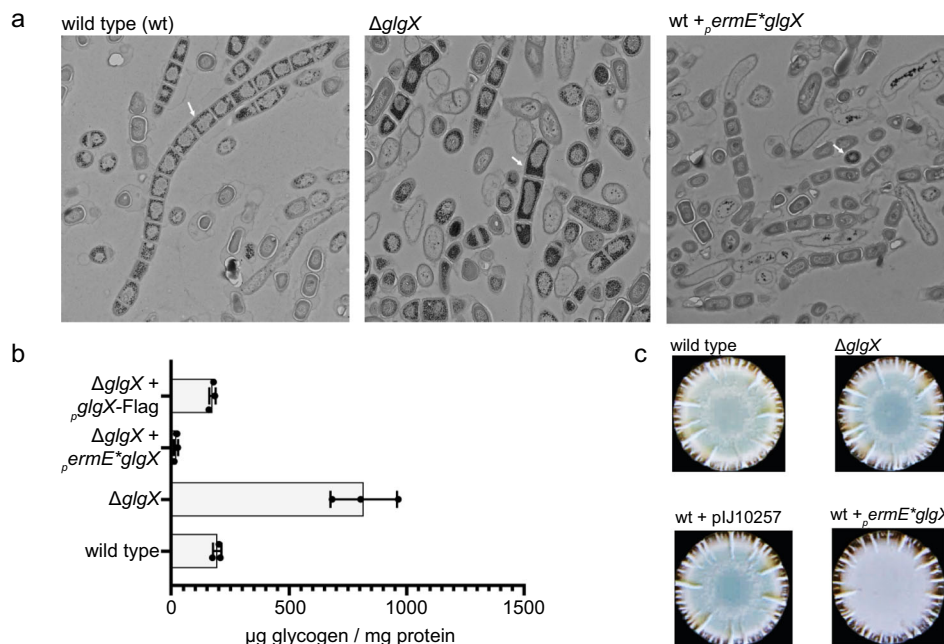 a
wild type (wt)
ΔglgX
wt + permE*glgX
b
ΔglgX +
pglgX-Flag
ΔglgX +
permE*glgX
ΔglgX
wild type
0
500
1000
1500
µg glycogen / mg protein
c
wild type
ΔglgX
wt + pIJ10257
wt + permE*glgX